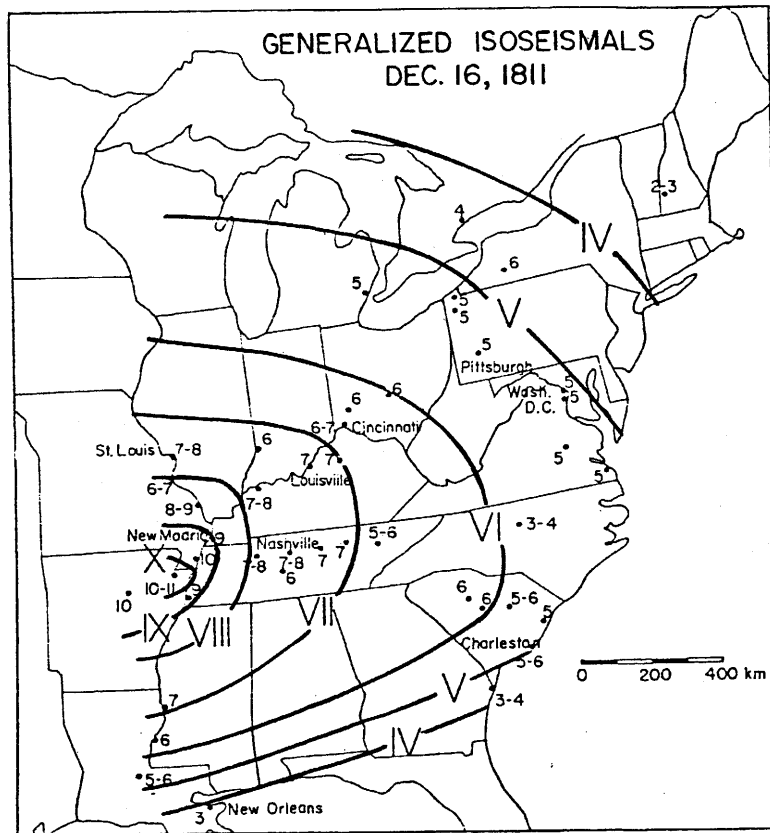 GENERALIZED ISOSEISMALS
DEC. 16, 1811
2-3
4
IV
6
5
5
5
V
5
Pittsburgh
5
Wash.
D.C.
5
6
6
6-7
Cincinnati
St. Louis
7-8
6
7
7
Louisville
5
5
6-7
8-9
7-8
VI
3-4
New Madrid
9
Nashville
7
5-6
X
10
7-8
7-8
7
6
10-11
10
9
6
6
5-6
5
IX
VIII
VII
Charleston
5-6
0
200
400 km
V
3-4
7
6
IV
5-6
3
New Orleans